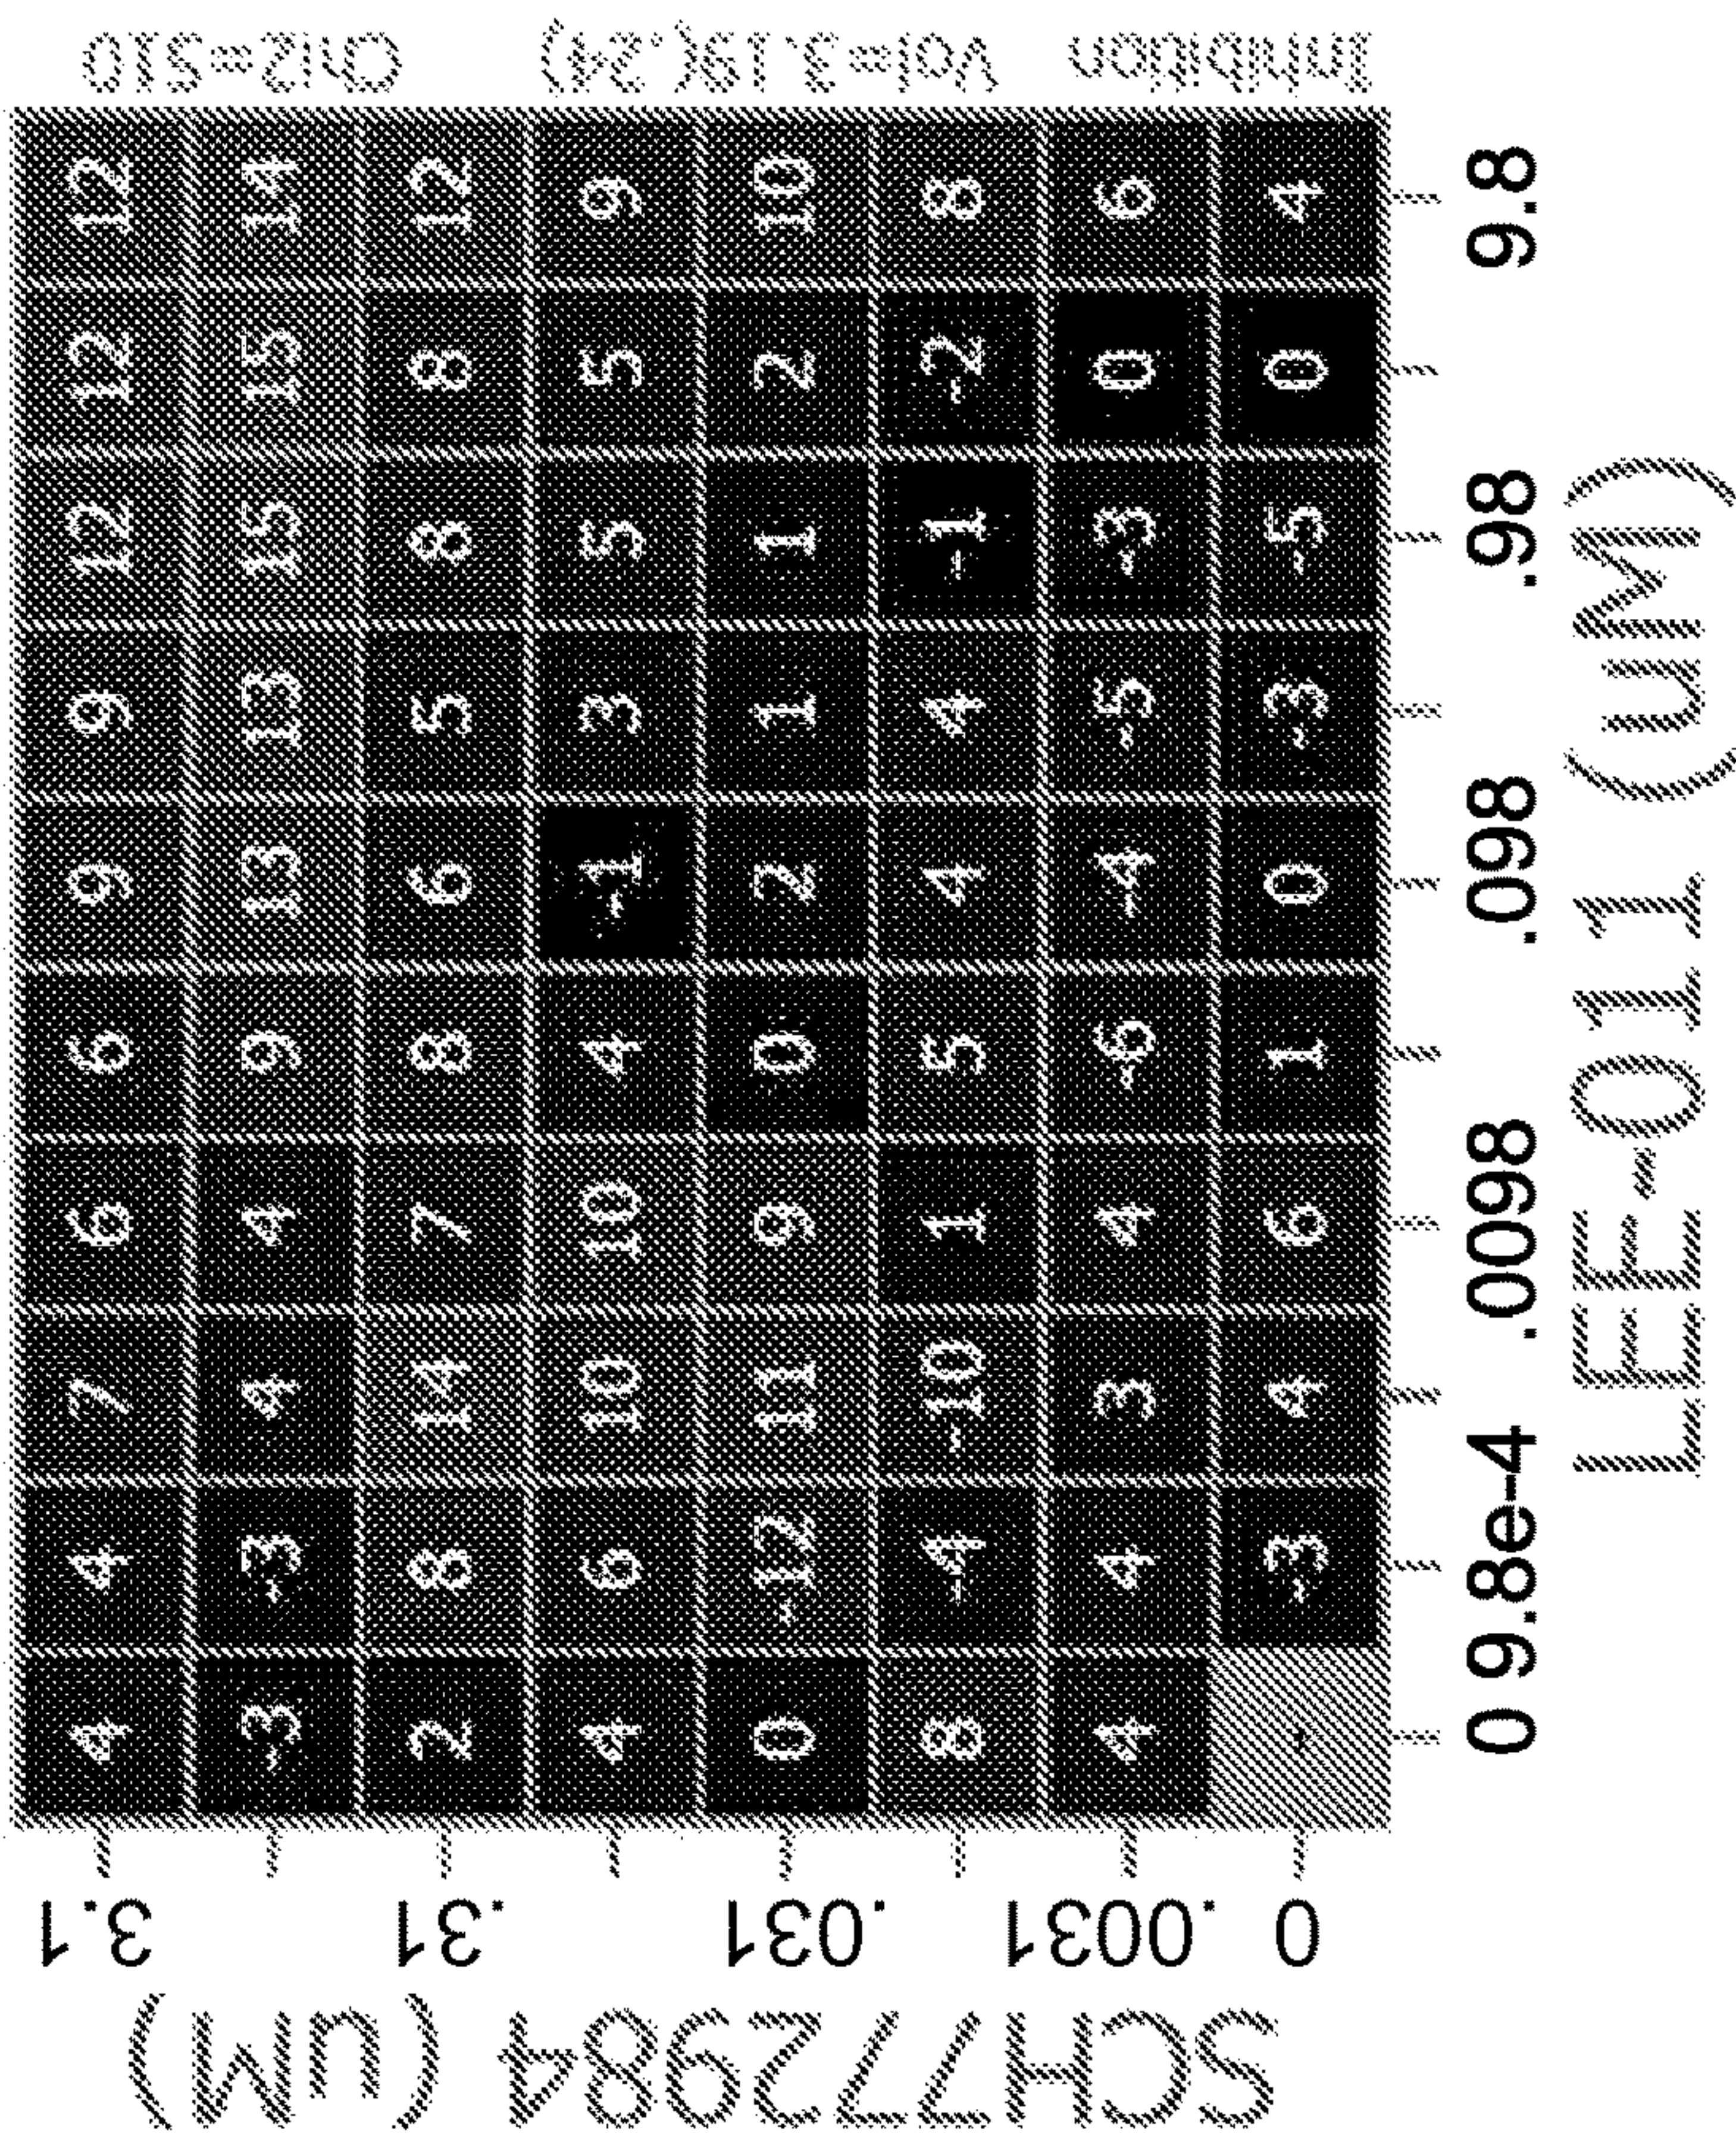 SCH772984 (uM)
3.1 4 4 7 6 6 9 9 12 12 12
-3 -3 4 4 9 13 13 15 15 14
.31 2 8 14 7 8 6 5 8 8 12
4 6 10 10 4 -1 3 5 5 9
.031 0 -12 11 9 0 2 1 1 2 10
8 -4 -10 1 5 4 4 -1 -2 8
.0031 4 4 3 4 -6 -4 -5 -3 0 6
0 - -3 4 6 1 0 -3 -5 0 4
0 9.8e-4 .0098 .098 .98 9.8
LEE-011 (uM)
Inhibition
Vol=3.19(.24)
Chi2=510